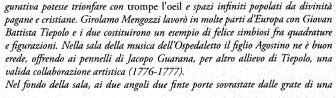 gurativa potesse trionfare con trompe l'oeil e spazi infiniti popolati da divinità
pagane e cristiane. Girolamo Mengozzi lavorò in molte parti d'Europa con Giovan
Battista Tiepolo e i due costituirono un esempio di felice simbiosi fra quadrature
e figurazioni. Nella sala della musica dell'Ospedaletto il figlio Agostino ne è buon
erede, offrendo ai pennelli di Jacopo Guarana, per altro allievo di Tiepolo, una
valida collaborazione artistica (1776-1777).
Nel fondo della sala, ai due angoli due finte porte sovrastate dalle grate di una